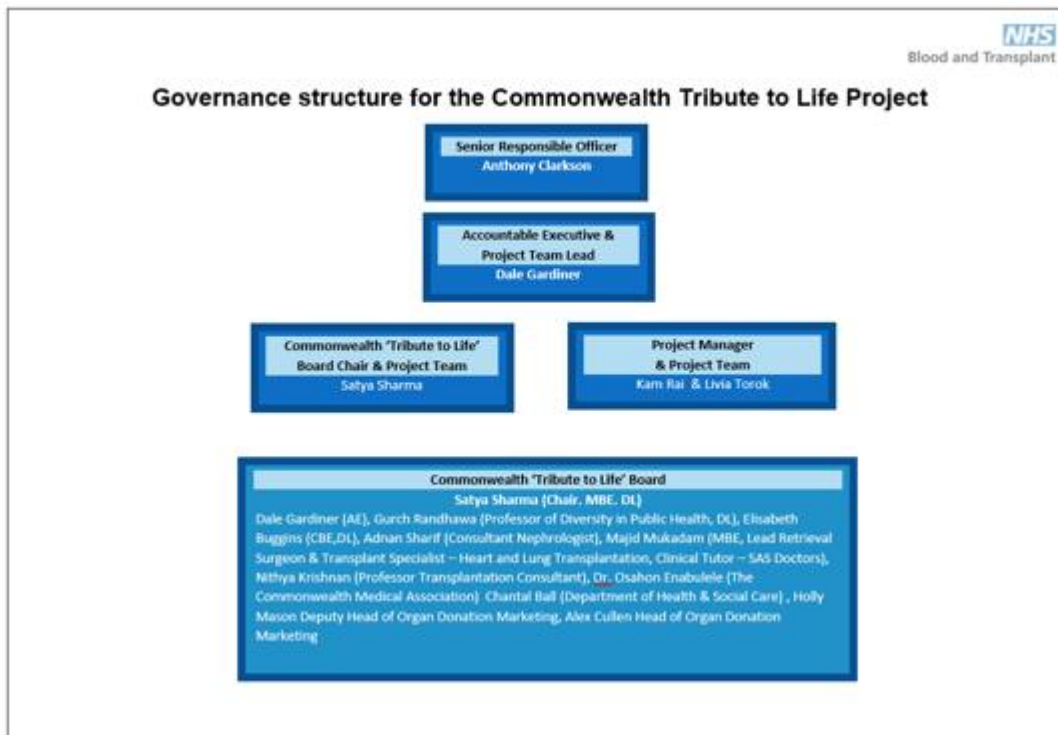 NHS
Blood and Transplant
Governance structure for the Commonwealth Tribute to Life Project
Senior Responsible Officer
Anthony Clarkson
Accountable Executive &
Project Team Lead
Dale Gardiner
Commonwealth 'Tribute to Life'
Board Chair & Project Team
Satya Sharma
Project Manager
& Project Team
Kam Rai & Livia Torok
Commonwealth 'Tribute to Life' Board
Satya Sharma (Chair, MBE, DL)
Dale Gardiner (AE), Gurch Randhawa (Professor of Diversity in Public Health, DL), Elisabeth
Buggins (CBE,DL), Adnan Sharif (Consultant Nephrologist), Majid Mukadam (MBE, Lead Retrieval
Surgeon & Transplant Specialist – Heart and Lung Transplantation, Clinical Tutor – SAS Doctors),
Nithya Krishnan (Professor Transplantation Consultant), Dr. Osahon Enabulele (The
Commonwealth Medical Association) Chantal Ball (Department of Health & Social Care) , Holly
Mason Deputy Head of Organ Donation Marketing, Alex Cullen Head of Organ Donation
Marketing